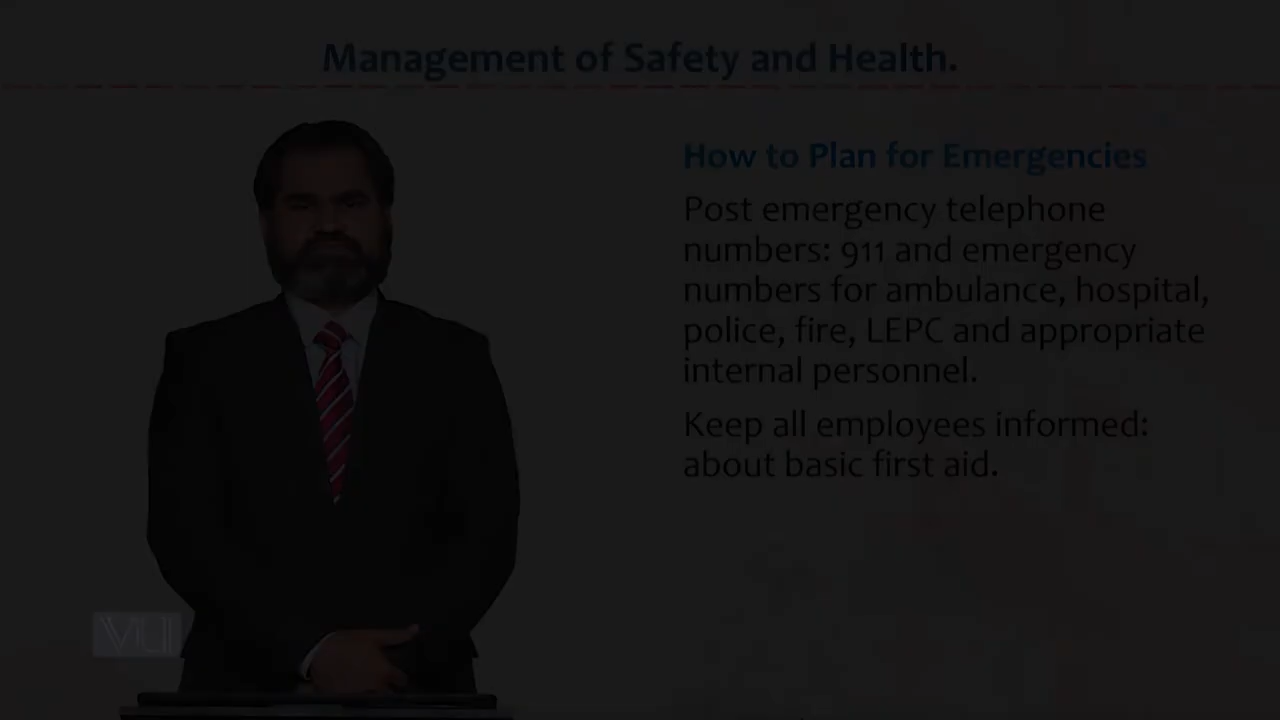 Management of Safety and Health.
How to Plan for Emergencies
Post emergency telephone
numbers: 911 and emergency
numbers for ambulance, hospital,
police, fire, LEPC and appropriate
internal personnel.
Keep all employees informed:
about basic first aid.
VU